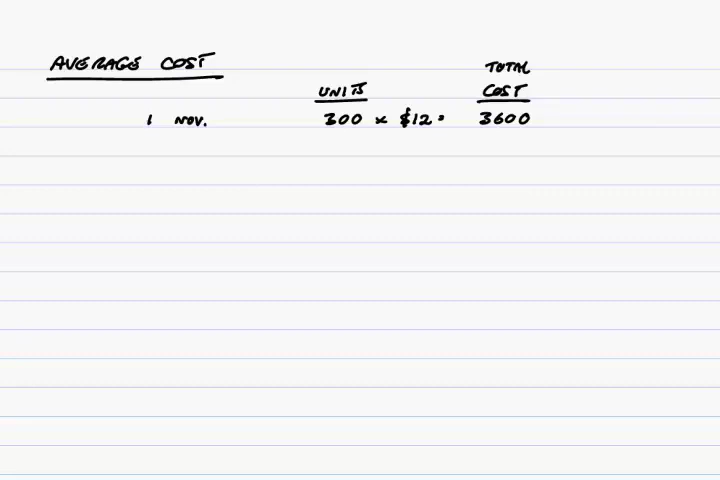 AVERAGE COST
TOTAL
UNITS COST
1 NOV. 300 x $12 = 3600